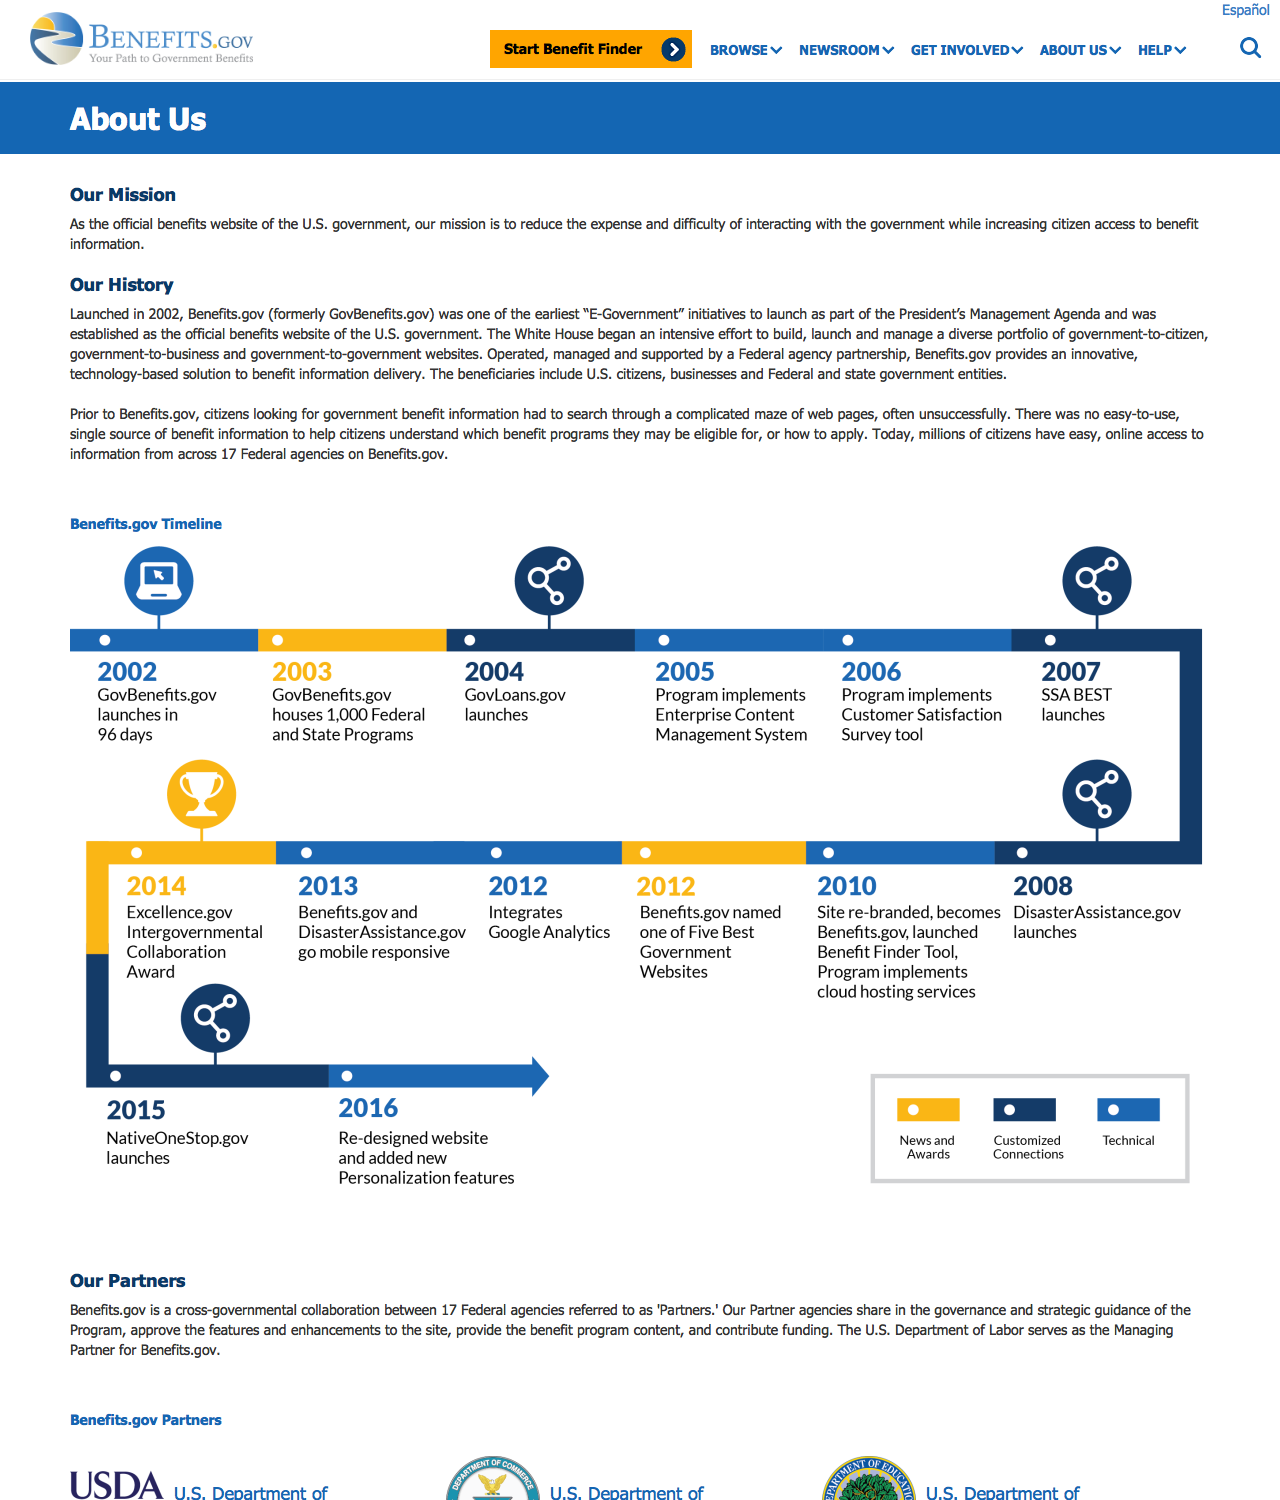 Español
BENEFITS.GOV
Your Path to Government Benefits
Start Benefit Finder
BROWSE
NEWSROOM
GET INVOLVED
ABOUT US
HELP
About Us
Our Mission
As the official benefits website of the U.S. government, our mission is to reduce the expense and difficulty of interacting with the government while increasing citizen access to benefit
information.
Our History
Launched in 2002, Benefits.gov (formerly GovBenefits.gov) was one of the earliest “E-Government” initiatives to launch as part of the President’s Management Agenda and was
established as the official benefits website of the U.S. government. The White House began an intensive effort to build, launch and manage a diverse portfolio of government-to-citizen,
government-to-business and government-to-government websites. Operated, managed and supported by a Federal agency partnership, Benefits.gov provides an innovative,
technology-based solution to benefit information delivery. The beneficiaries include U.S. citizens, businesses and Federal and state government entities.
Prior to Benefits.gov, citizens looking for government benefit information had to search through a complicated maze of web pages, often unsuccessfully. There was no easy-to-use,
single source of benefit information to help citizens understand which benefit programs they may be eligible for, or how to apply. Today, millions of citizens have easy, online access to
information from across 17 Federal agencies on Benefits.gov.
Benefits.gov Timeline
2002
GovBenefits.gov
launches in
96 days
2003
GovBenefits.gov
houses 1,000 Federal
and State Programs
2004
GovLoans.gov
launches
2005
Program implements
Enterprise Content
Management System
2006
Program implements
Customer Satisfaction
Survey tool
2007
SSA BEST
launches
2014
Excellence.gov
Intergovernmental
Collaboration
Award
2013
Benefits.gov and
DisasterAssistance.gov
go mobile responsive
2012
Integrates
Google Analytics
2012
Benefits.gov named
one of Five Best
Government
Websites
2010
Site re-branded, becomes
Benefits.gov, launched
Benefit Finder Tool,
Program implements
cloud hosting services
2008
DisasterAssistance.gov
launches
2015
NativeOneStop.gov
launches
2016
Re-designed website
and added new
Personalization features
News and
Awards
Customized
Connections
Technical
Our Partners
Benefits.gov is a cross-governmental collaboration between 17 Federal agencies referred to as 'Partners.' Our Partner agencies share in the governance and strategic guidance of the
Program, approve the features and enhancements to the site, provide the benefit program content, and contribute funding. The U.S. Department of Labor serves as the Managing
Partner for Benefits.gov.
Benefits.gov Partners
USDA
U.S. Department of
DEPARTMENT OF COMMERCE
U.S. Department of
U.S. Department of